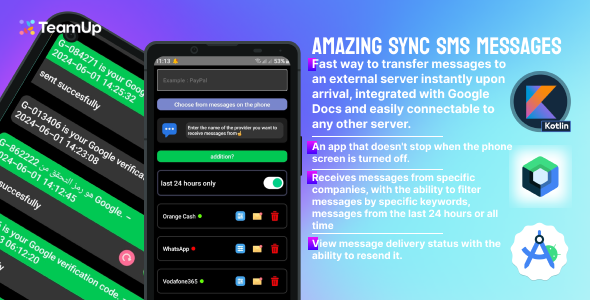 TeamUp
AMAZING SYNC SMS MESSAGES
Fast way to transfer messages to
an external server instantly upon
arrival, integrated with Google
Docs and easily connectable to
any other server.
Kotlin
An app that doesn't stop when the phone
screen is turned off.
Receives messages from specific
companies, with the ability to filter
messages by specific keywords,
messages from the last 24 hours or all
time
View message delivery status with the
ability to resend it.
G-084271 is your Google verif
2024-06-01 14:25:32
sent succesfully
G-013406 is your Google verifica
2024-06-01 14:23:08
G-862222 هو رمز التحقق من Google. –
2024-06-01 14:12:45
sent succesfully
is your Google verification code.
06:12:20
11:13
53%
Example : PayPal
Choose from messages on the phone
Enter the name of the provider you want to
receive messages from☝
addition?
last 24 hours only
Orange Cash
WhatsApp
Vodafone365